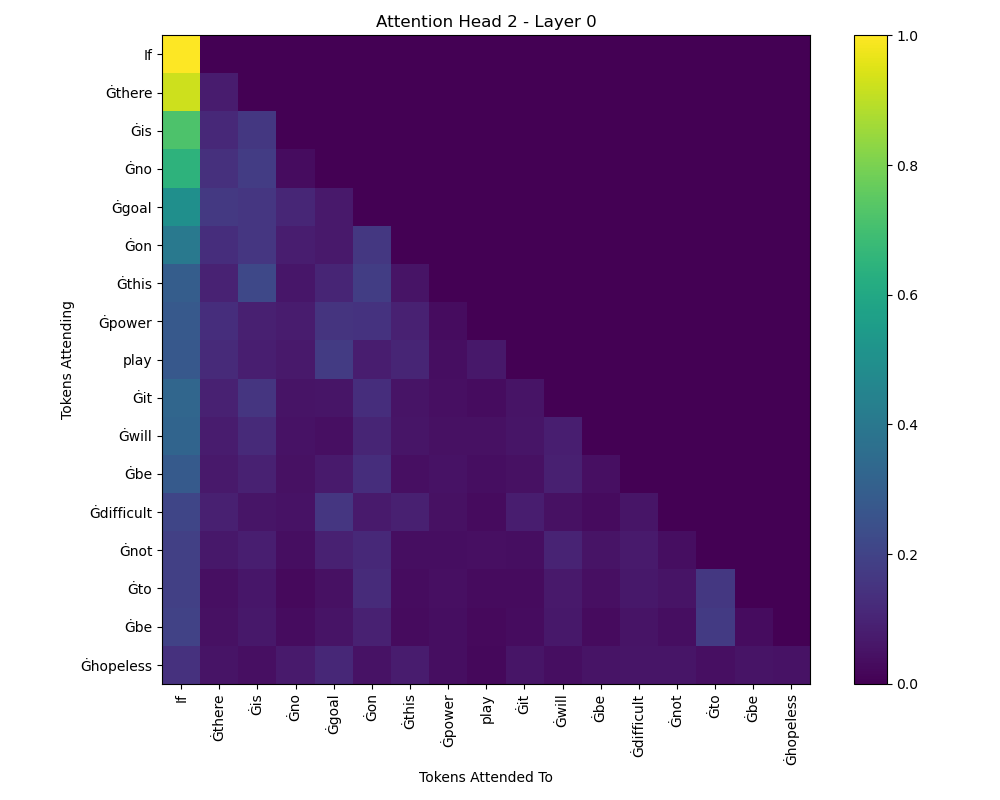 Attention Head 2 - Layer 0
If
Ġthere
Ġis
Ġno
Ġgoal
Ġon
Ġthis
Ġpower
play
Ġit
Ġwill
Ġbe
Ġdifficult
Ġnot
Ġto
Ġbe
Ġhopeless
Tokens Attending
If
Ġthere
Ġis
Ġno
Ġgoal
Ġon
Ġthis
Ġpower
play
Ġit
Ġwill
Ġbe
Ġdifficult
Ġnot
Ġto
Ġbe
Ġhopeless
Tokens Attended To
1.0
0.8
0.6
0.4
0.2
0.0